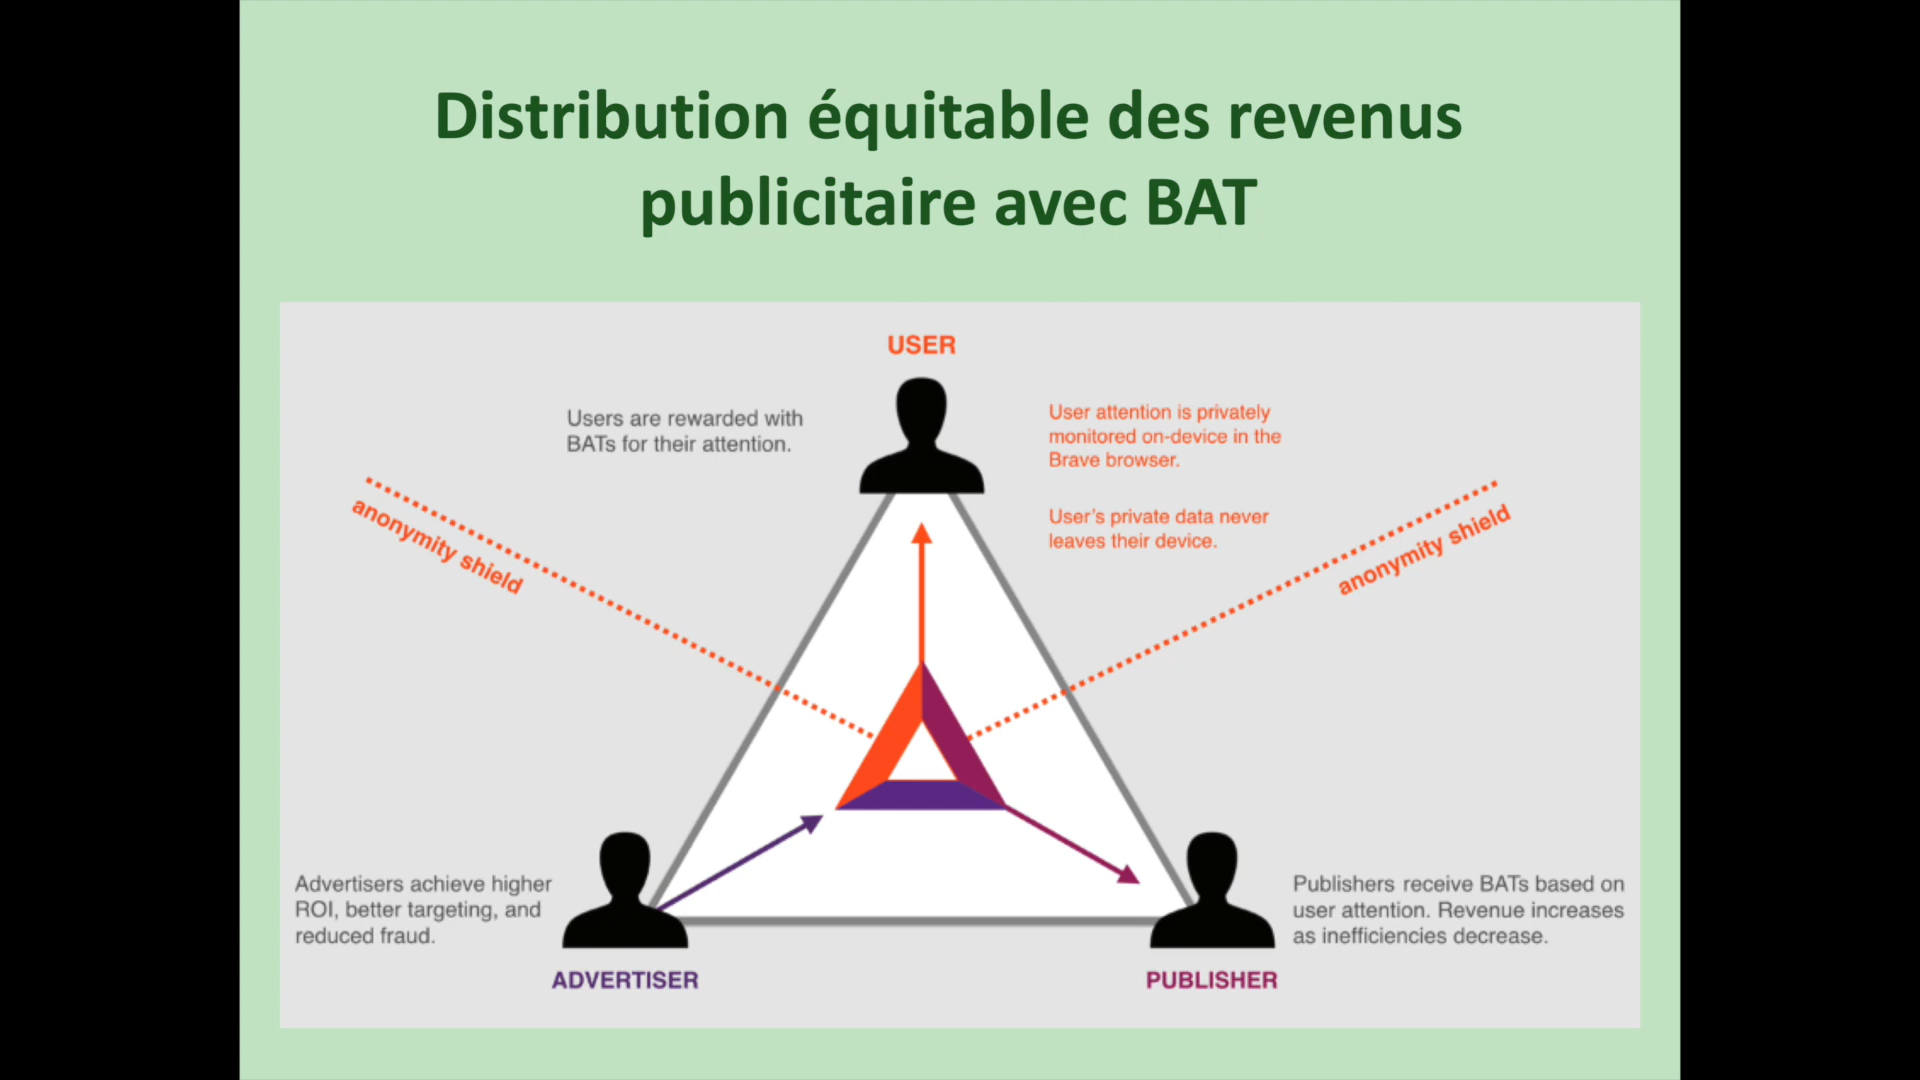 Distribution équitable des revenus
publicitaire avec BAT
USER
Users are rewarded with
BATs for their attention.
User attention is privately
monitored on-device in the
Brave browser.
User's private data never
leaves their device.
anonymity shield
anonymity shield
Advertisers achieve higher
ROI, better targeting, and
reduced fraud.
ADVERTISER
Publishers receive BATs based on
user attention. Revenue increases
as inefficiencies decrease.
PUBLISHER